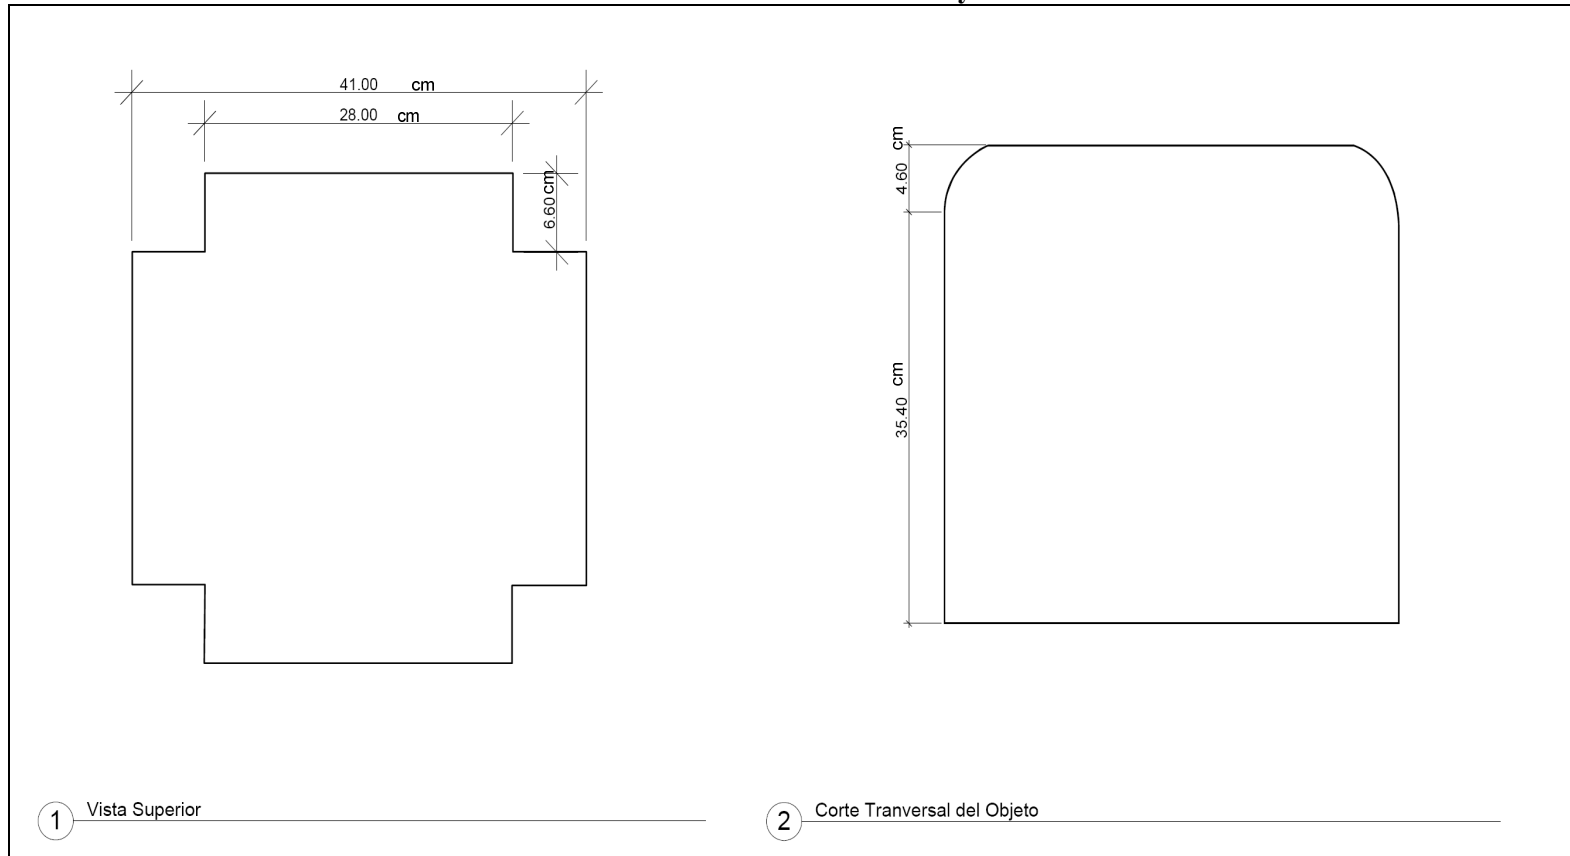 41.00 cm
28.00 cm
6.60 cm
4.60 cm
35.40 cm
1 Vista Superior
2 Corte Tranversal del Objeto